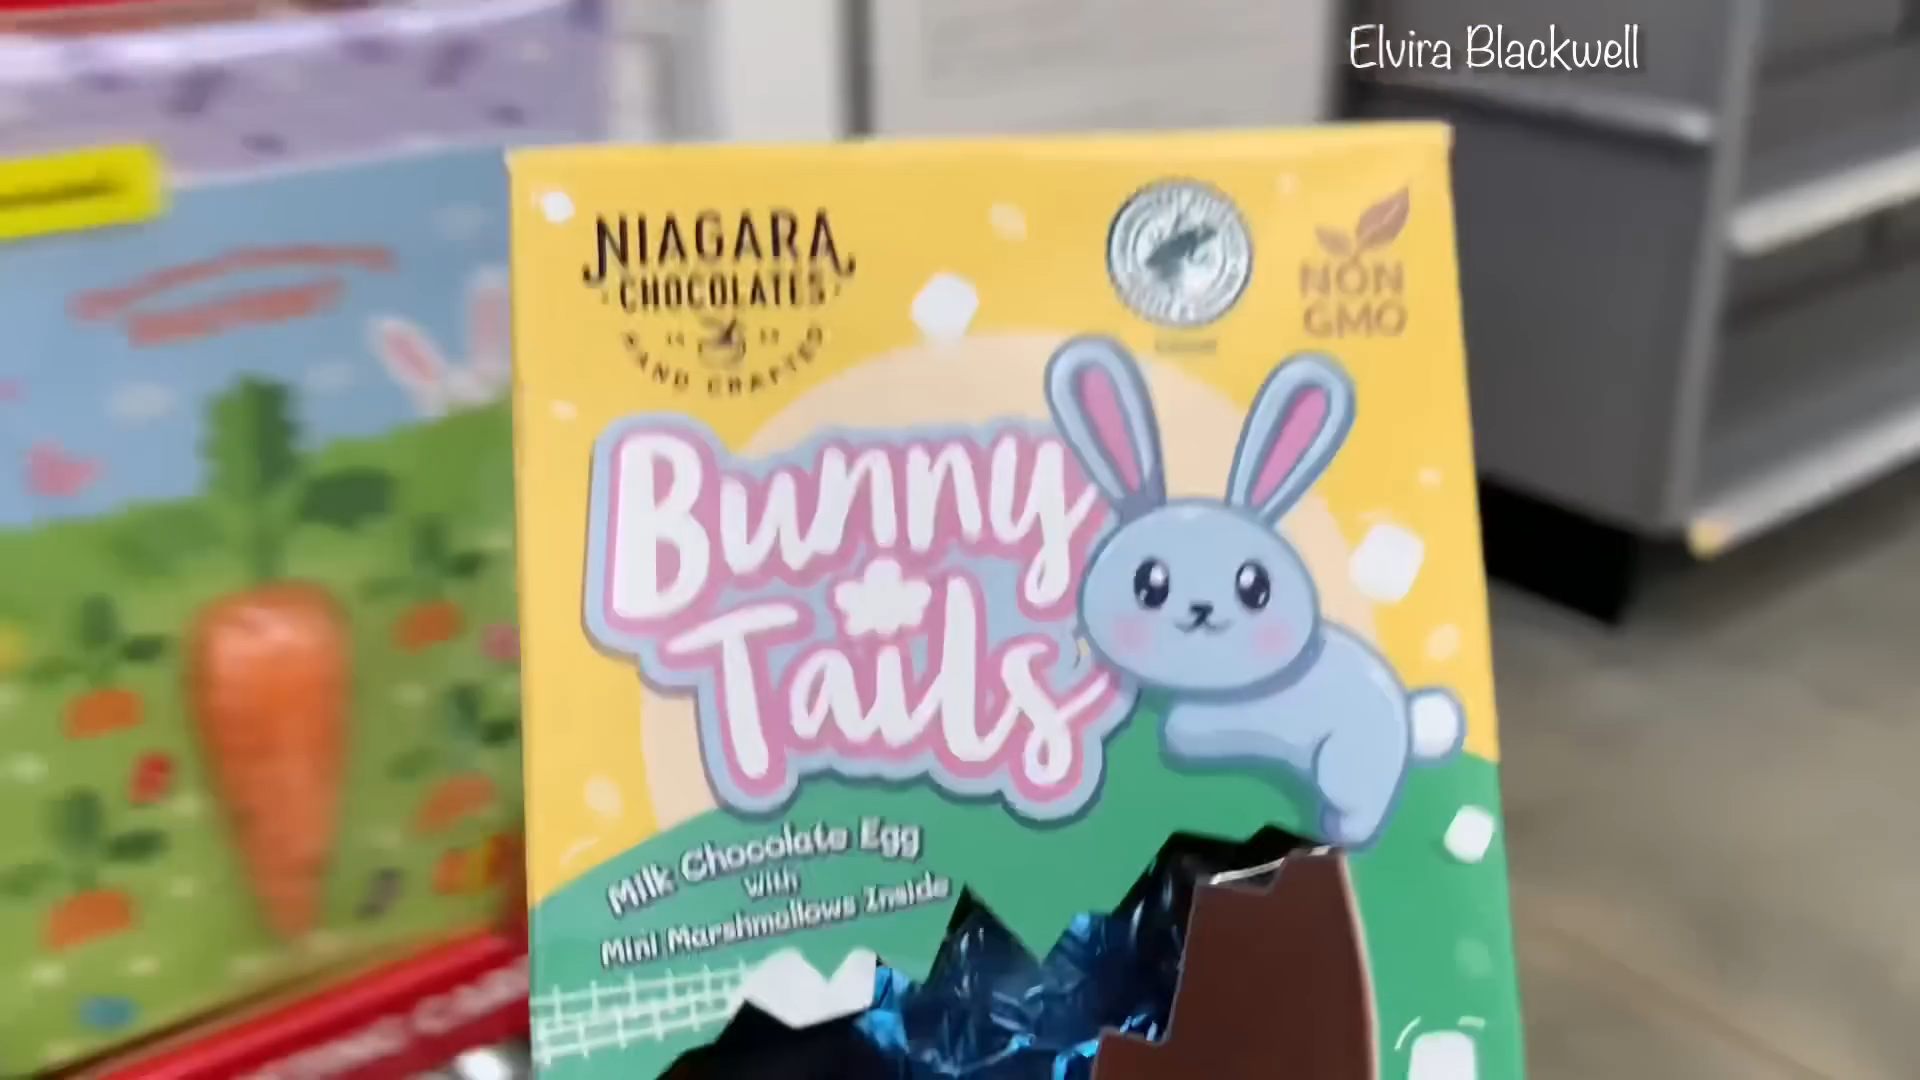 Elvira Blackwell
NIAGARA
CHOCOLATES
HAND CRAFTED
NON
GMO
Bunny
Tails
Milk Chocolate Egg
With
Mini Marshmallows Inside